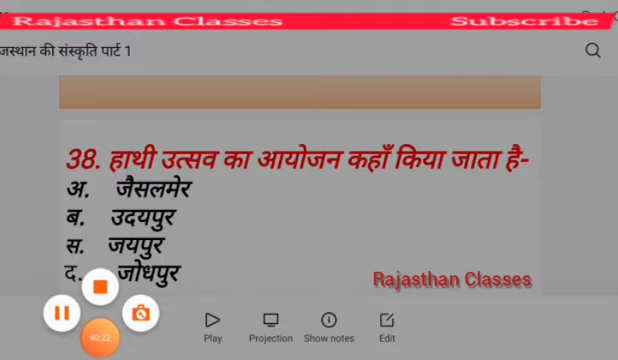 Rajasthan Classes Subscribe
जस्थान की संस्कृति पार्ट 1
38. हाथी उत्सव का आयोजन कहाँ किया जाता है-
अ. जैसलमेर
ब. उदयपुर
स. जयपुर
द. जोधपुर
Rajasthan Classes
40:22
Play Projection Show notes Edit